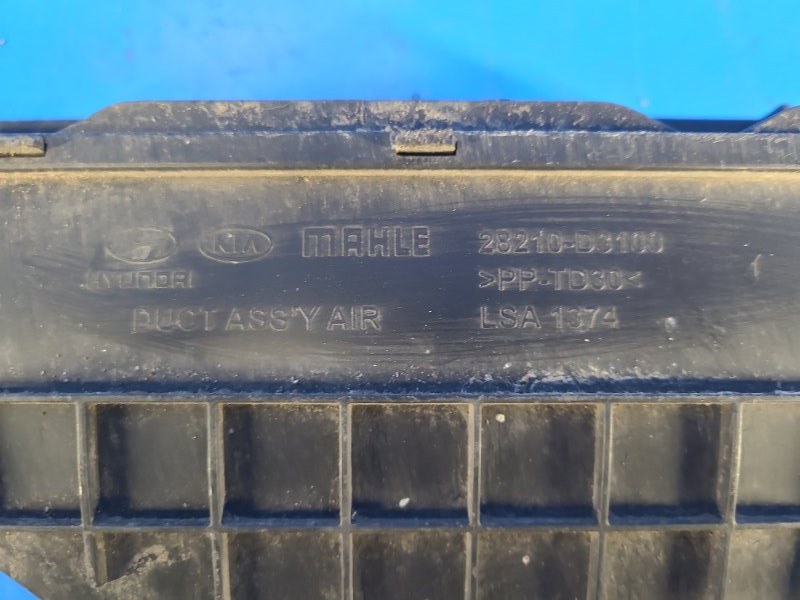 KIA MAHLE 28210-D3100
HYUNDAI >PP-TD30<
DUCT ASS'Y AIR LSA 1374